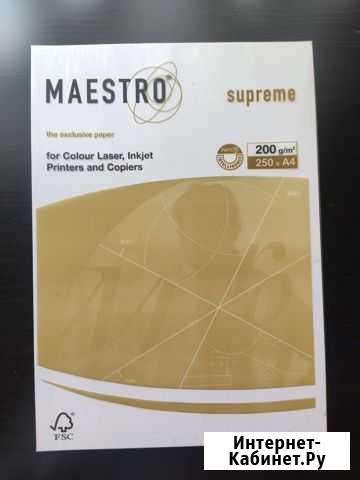 MAESTRO®
supreme
the exclusive paper
for Colour Laser, Inkjet
Printers and Copiers
200 g/m²
250 x A4
FSC
Интернет-
Кабинет.Ру